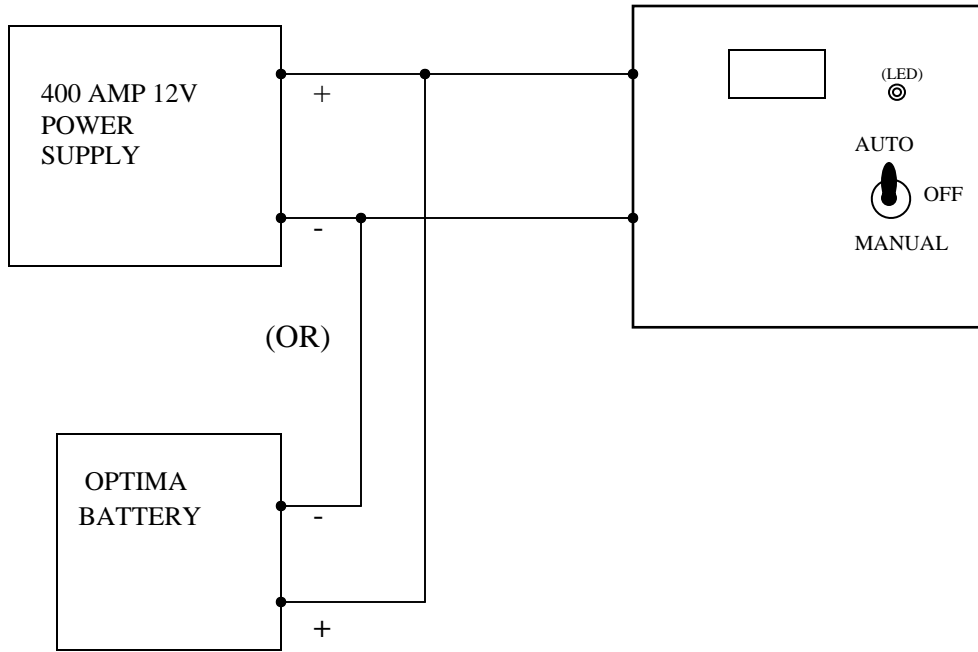 400 AMP 12V
POWER
SUPPLY
+
-
(LED)
AUTO
OFF
MANUAL
(OR)
OPTIMA
BATTERY
-
+